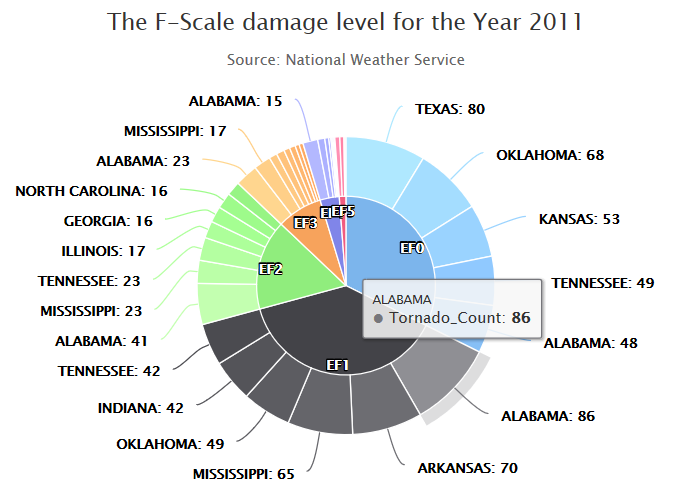 The F-Scale damage level for the Year 2011
Source: National Weather Service
ALABAMA: 15
TEXAS: 80
MISSISSIPPI: 17
OKLAHOMA: 68
ALABAMA: 23
NORTH CAROLINA: 16
KANSAS: 53
GEORGIA: 16
ILLINOIS: 17
TENNESSEE: 23
TENNESSEE: 49
MISSISSIPPI: 23
ALABAMA: 41
ALABAMA: 48
TENNESSEE: 42
INDIANA: 42
ALABAMA: 86
OKLAHOMA: 49
ARKANSAS: 70
MISSISSIPPI: 65
EF5
EF3
EF0
EF2
EF1
ALABAMA
● Tornado_Count: 86